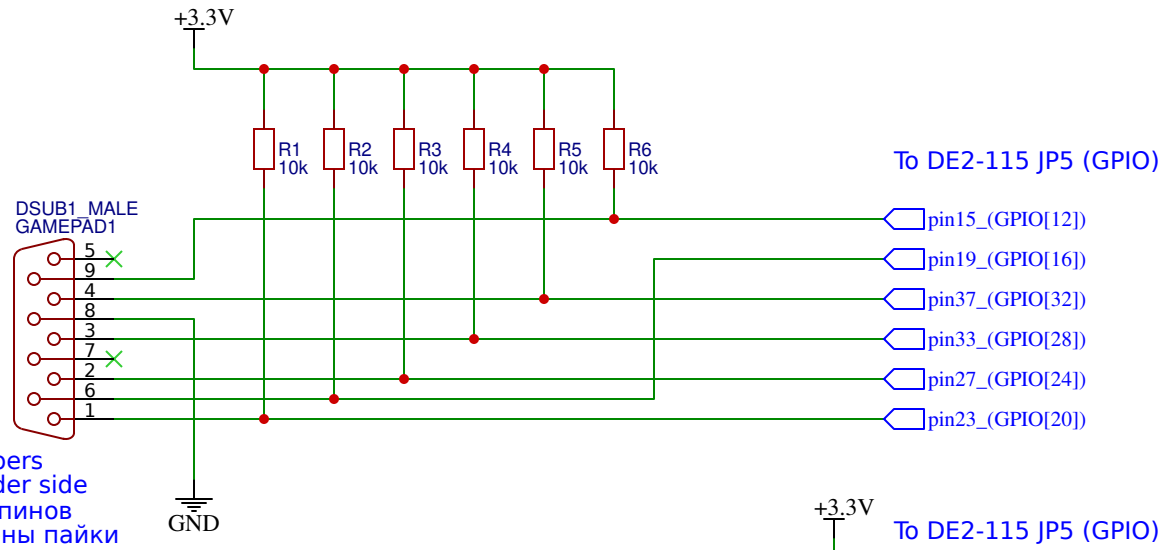 +3.3V
R1
10k
R2
10k
R3
10k
R4
10k
R5
10k
R6
10k
To DE2-115 JP5 (GPIO)
DSUB1_MALE
GAMEPAD1
5
9
4
8
3
7
2
6
1
pin15_(GPIO[12])
pin19_(GPIO[16])
pin37_(GPIO[32])
pin33_(GPIO[28])
pin27_(GPIO[24])
pin23_(GPIO[20])
GND
пинов
пайки
+3.3V
To DE2-115 JP5 (GPIO)
side